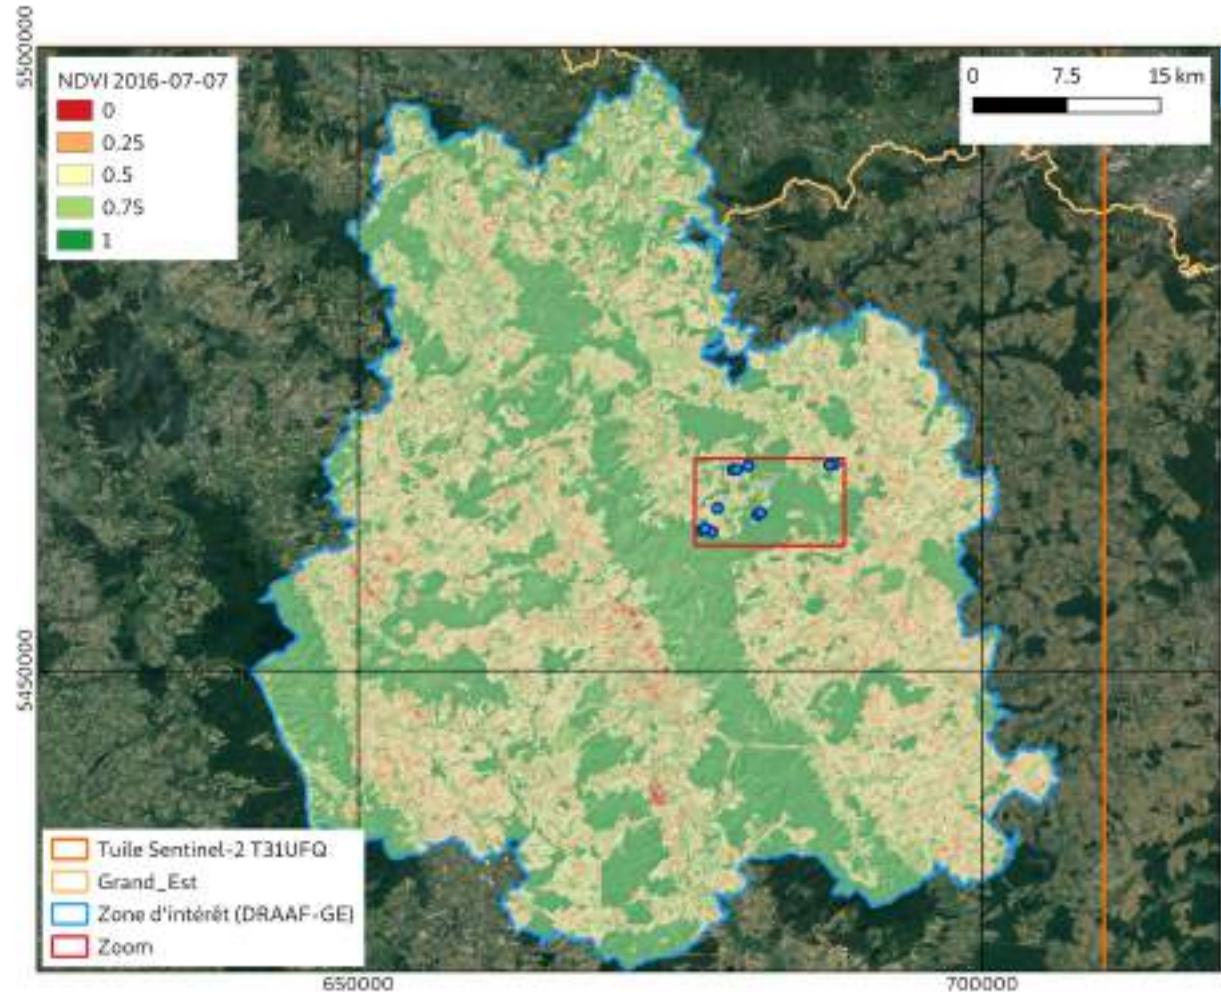 5500000
NDVI 2016-07-07
0
0.25
0.5
0.75
1
0 7.5 15 km
5450000
Tuile Sentinel-2 T31UFQ
Grand_Est
Zone d'intérêt (DRAAF-GE)
Zoom
650000 700000